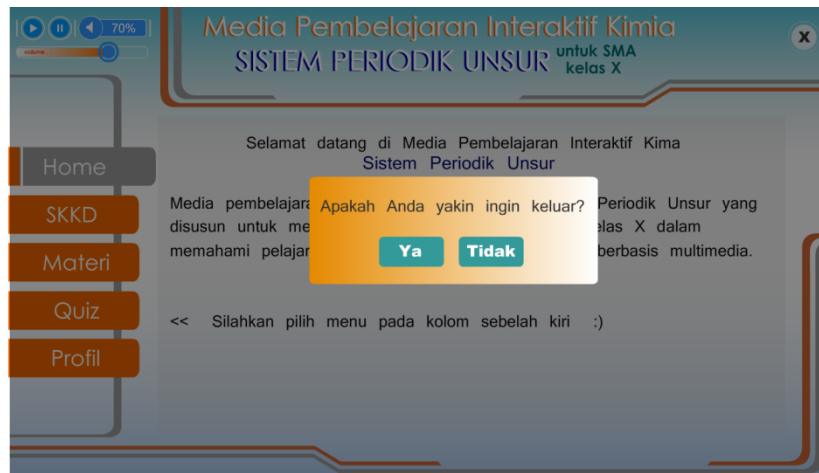 70%
volume
Media Pembelajaran Interaktif Kimia
SISTEM PERIODIK UNSUR untuk SMA kelas X
X
Selamat datang di Media Pembelajaran Interaktif Kima
Sistem Periodik Unsur
Home
SKKD
Materi
Quiz
Profil
Media pembelajara Periodik Unsur yang
disusun untuk me elas X dalam
memahami pelajar berbasis multimedia.
Apakah Anda yakin ingin keluar?
Ya Tidak
<< Silahkan pilih menu pada kolom sebelah kiri :)